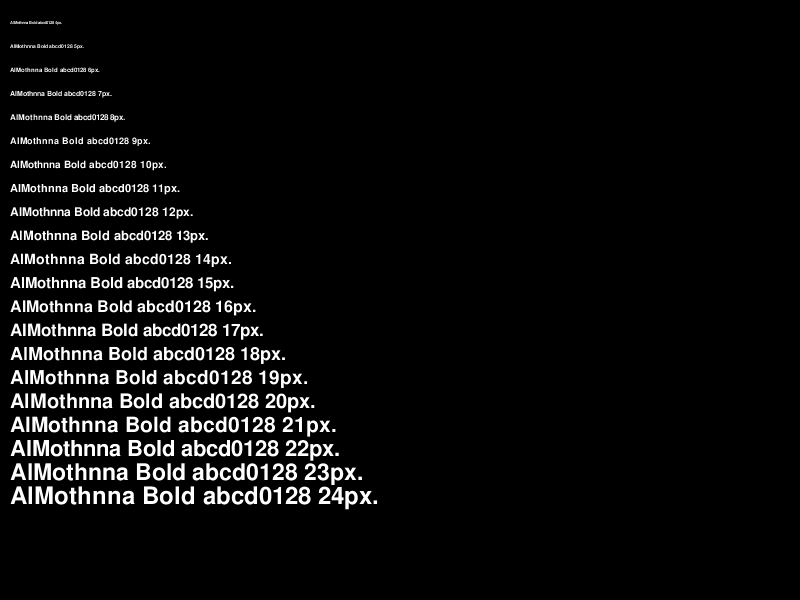 AlMothnna Bold abcd0128 4px.
AlMothnna Bold abcd0128 5px.
AlMothnna Bold abcd0128 6px.
AlMothnna Bold abcd0128 7px.
AlMothnna Bold abcd0128 8px.
AlMothnna Bold abcd0128 9px.
AlMothnna Bold abcd0128 10px.
AlMothnna Bold abcd0128 11px.
AlMothnna Bold abcd0128 12px.
AlMothnna Bold abcd0128 13px.
AlMothnna Bold abcd0128 14px.
AlMothnna Bold abcd0128 15px.
AlMothnna Bold abcd0128 16px.
AlMothnna Bold abcd0128 17px.
AlMothnna Bold abcd0128 18px.
AlMothnna Bold abcd0128 19px.
AlMothnna Bold abcd0128 20px.
AlMothnna Bold abcd0128 21px.
AlMothnna Bold abcd0128 22px.
AlMothnna Bold abcd0128 23px.
AlMothnna Bold abcd0128 24px.